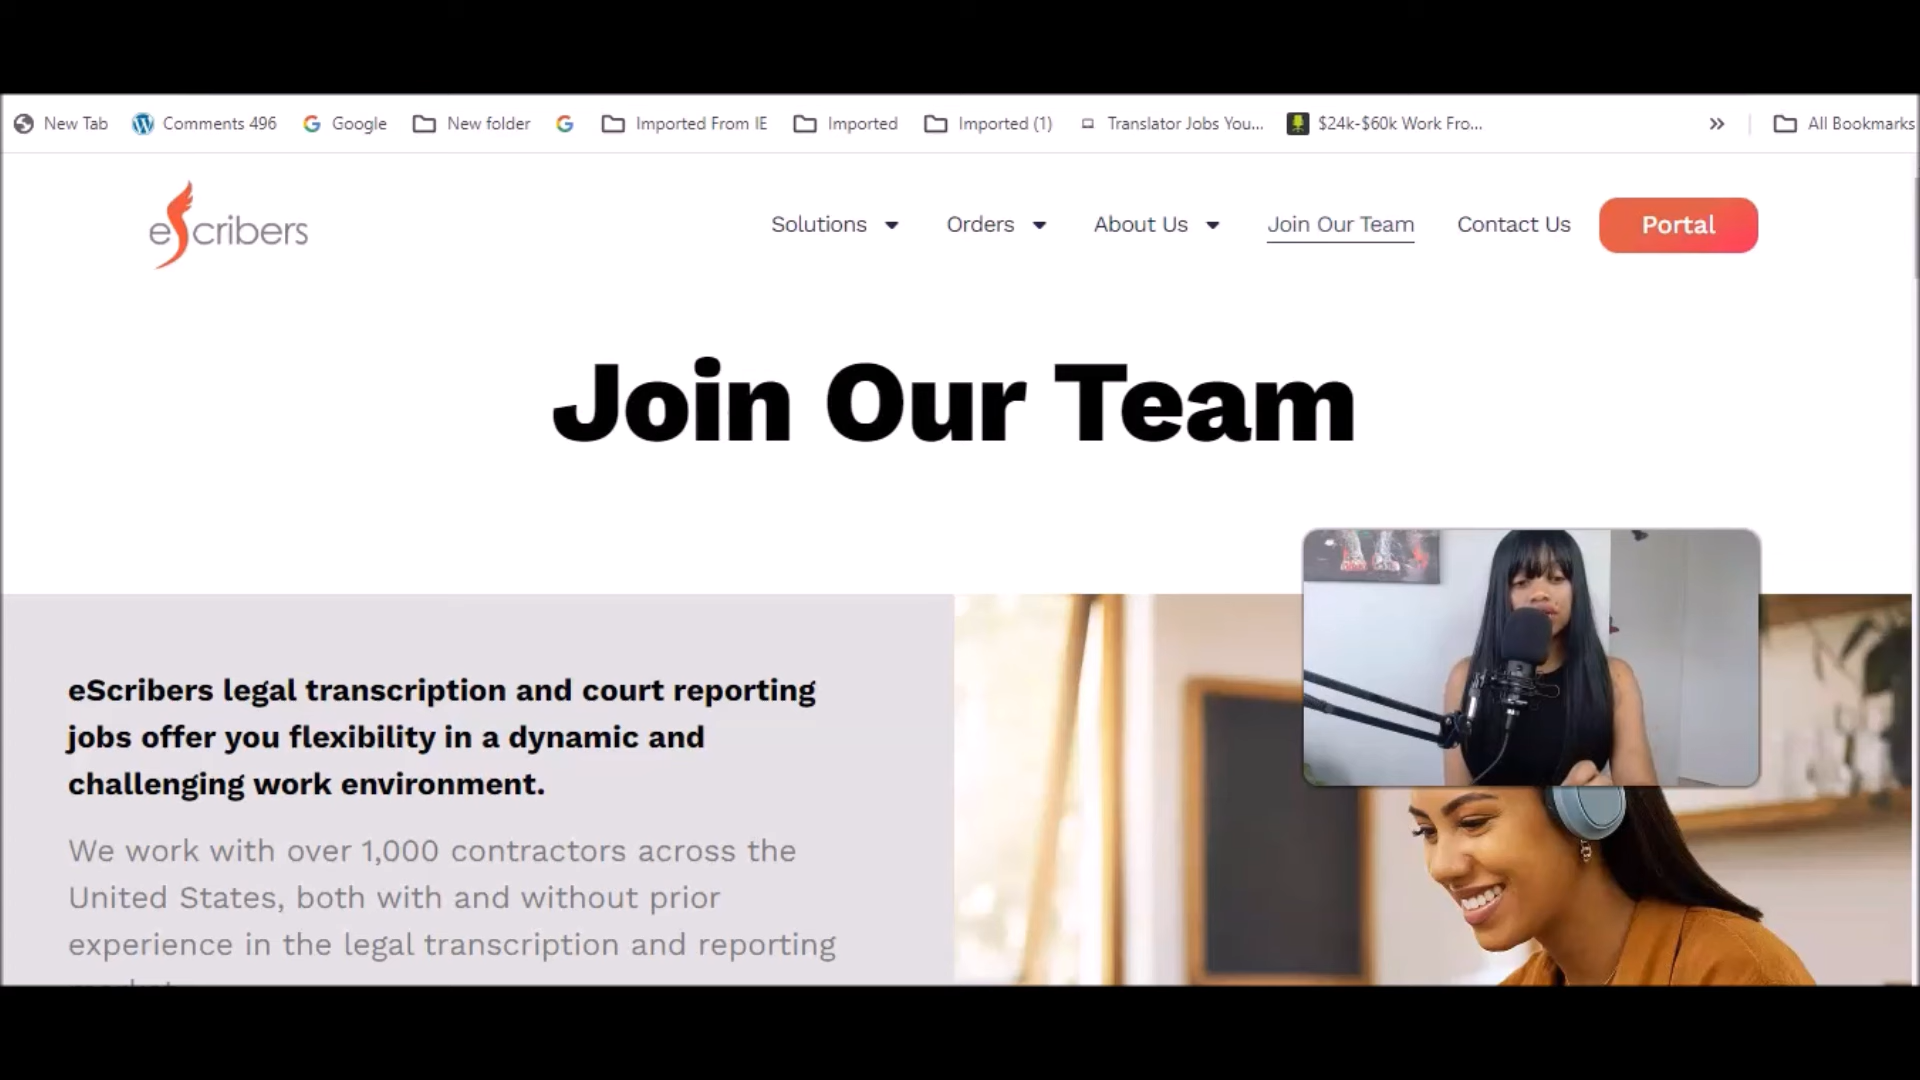 New Tab
Comments 496
Google
New folder
Imported From IE
Imported
Imported (1)
Translator Jobs You...
$24k-$60k Work Fro...
All Bookmarks
eScribers
Solutions
Orders
About Us
Join Our Team
Contact Us
Portal
Join Our Team
eScribers legal transcription and court reporting
jobs offer you flexibility in a dynamic and
challenging work environment.
We work with over 1,000 contractors across the
United States, both with and without prior
experience in the legal transcription and reporting